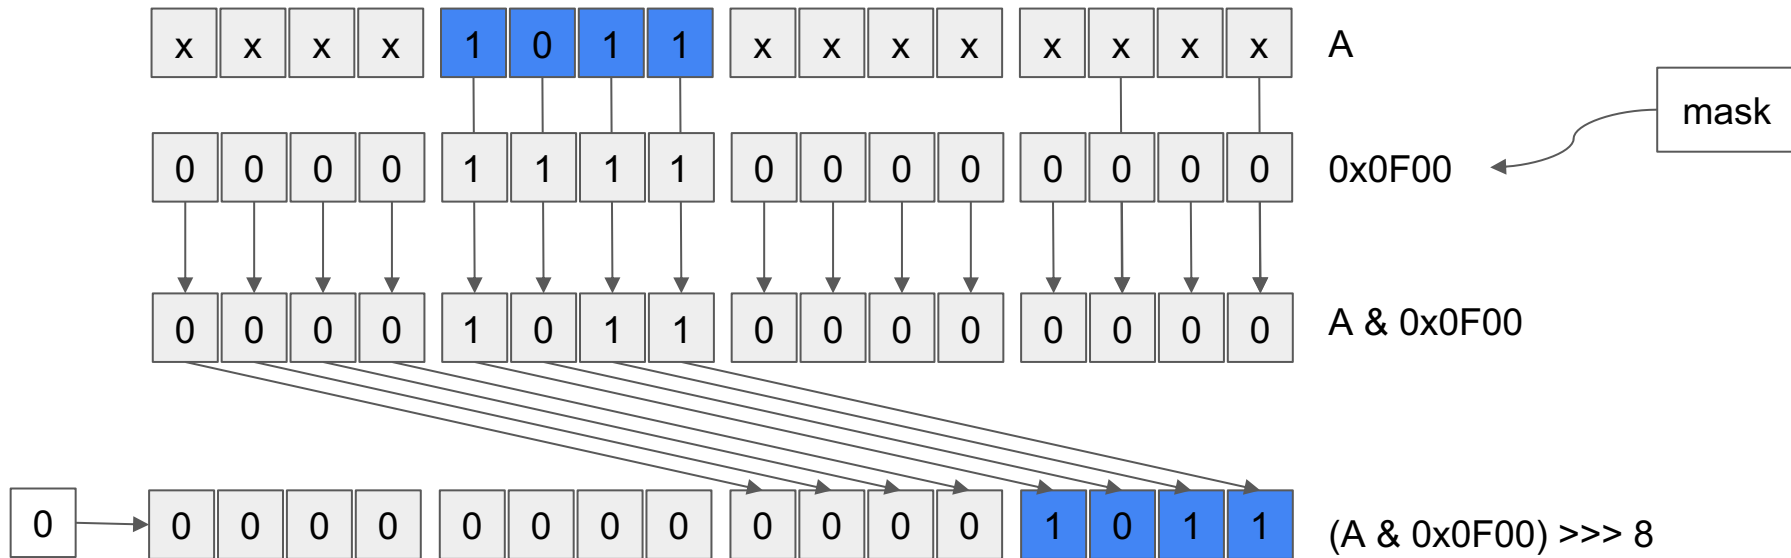 x x x x 1 0 1 1 x x x x x x x x A
mask
0 0 0 0 1 1 1 1 0 0 0 0 0 0 0 0 0x0F00
0 0 0 0 1 0 1 1 0 0 0 0 0 0 0 0 A & 0x0F00
0 0 0 0 0 0 0 0 0 0 0 0 0 1 0 1 1 (A & 0x0F00) >>> 8